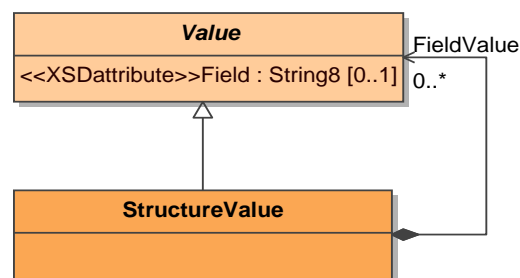 Value
<<XSDattribute>>Field : String8 [0..1]
FieldValue
0..*
StructureValue